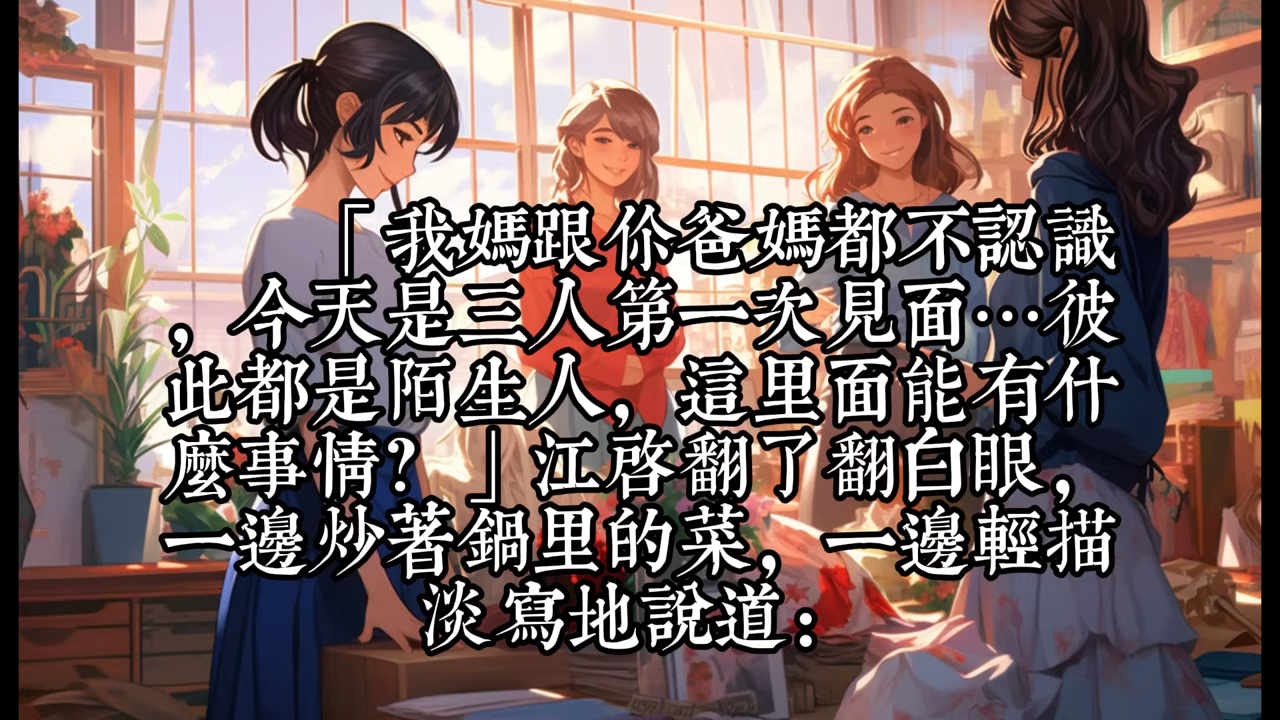 「我媽跟伱爸媽都不認識
，今天是三人第一次見面…彼
此都是陌生人，這里面能有什
麼事情？」江啓翻了翻白眼，
一邊炒著鍋里的菜，一邊輕描
淡寫地說道：